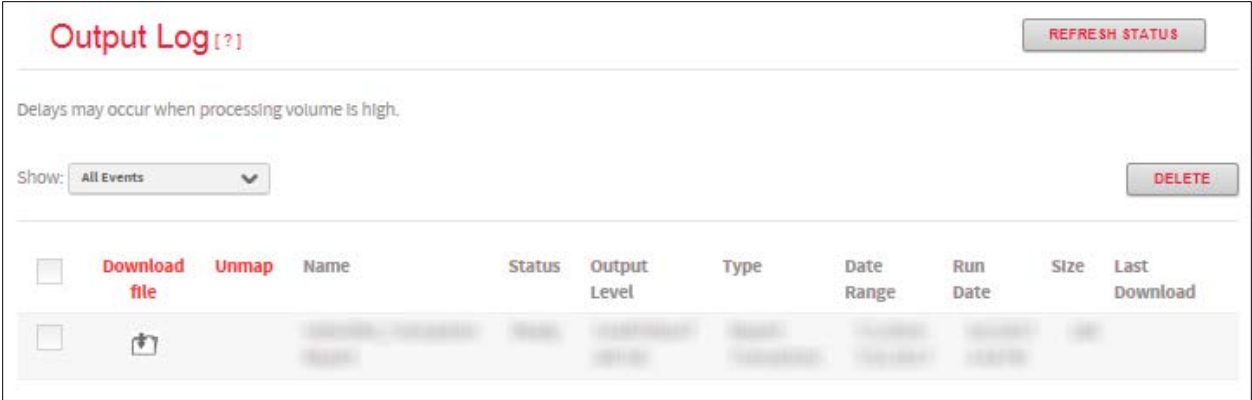 Output Log [?]
REFRESH STATUS
Delays may occur when processing volume is high.
Show: All Events
DELETE
Download file Unmap Name Status Output Level Type Date Range Run Date Size Last Download